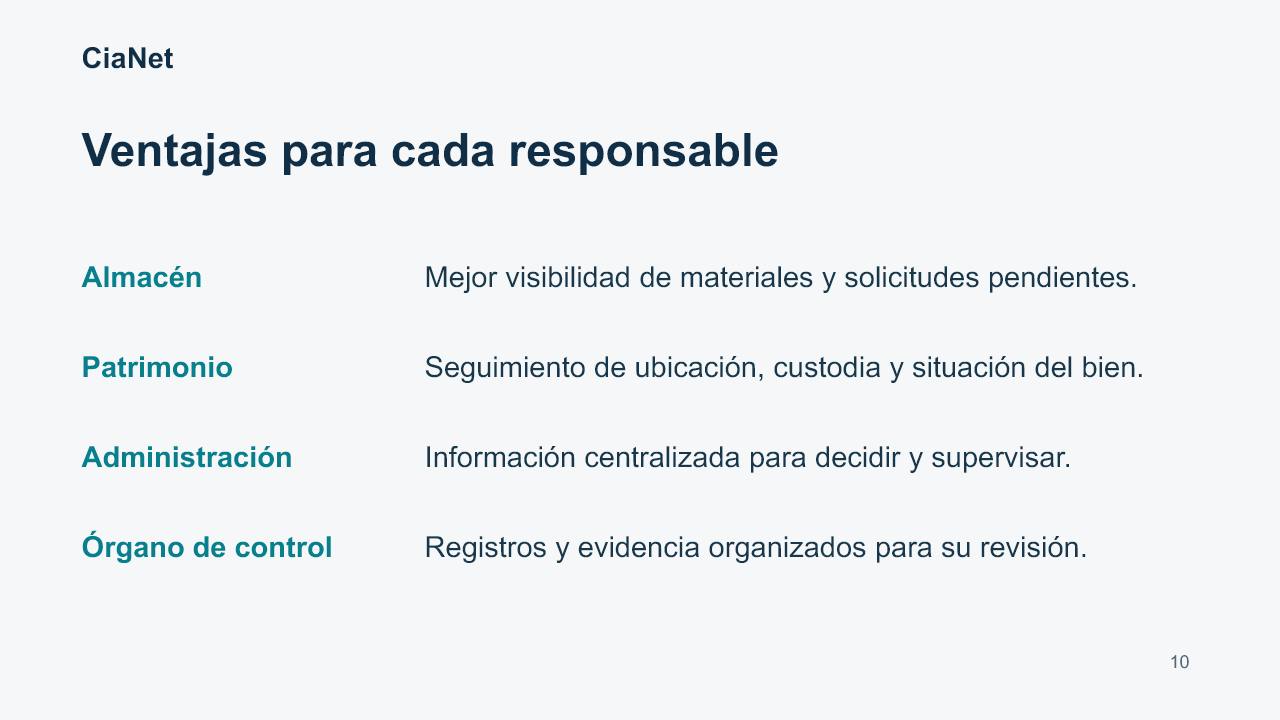 CiaNet
Ventajas para cada responsable
Almacén Mejor visibilidad de materiales y solicitudes pendientes.
Patrimonio Seguimiento de ubicación, custodia y situación del bien.
Administración Información centralizada para decidir y supervisar.
Órgano de control Registros y evidencia organizados para su revisión.
10